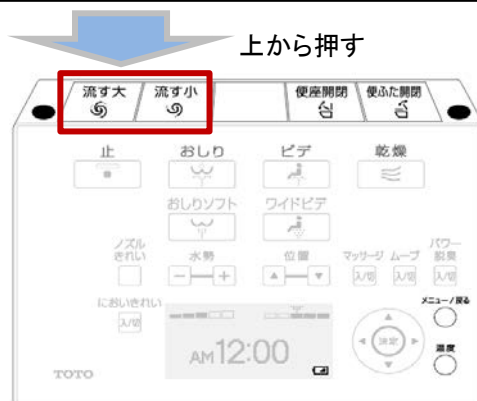 上から押す
流す大 流す小 便座開閉 便ふた開閉
止 おしり ビデ 乾燥
おしりソフト ワイドビデ
ノズルきれい 水勢 位置 マッサージ ムーブ パワー脱臭
− + ▲ ▼ 入/切 入/切 入/切
においきれい メニュー/戻る
入/切 決定
AM12:00 温度
TOTO